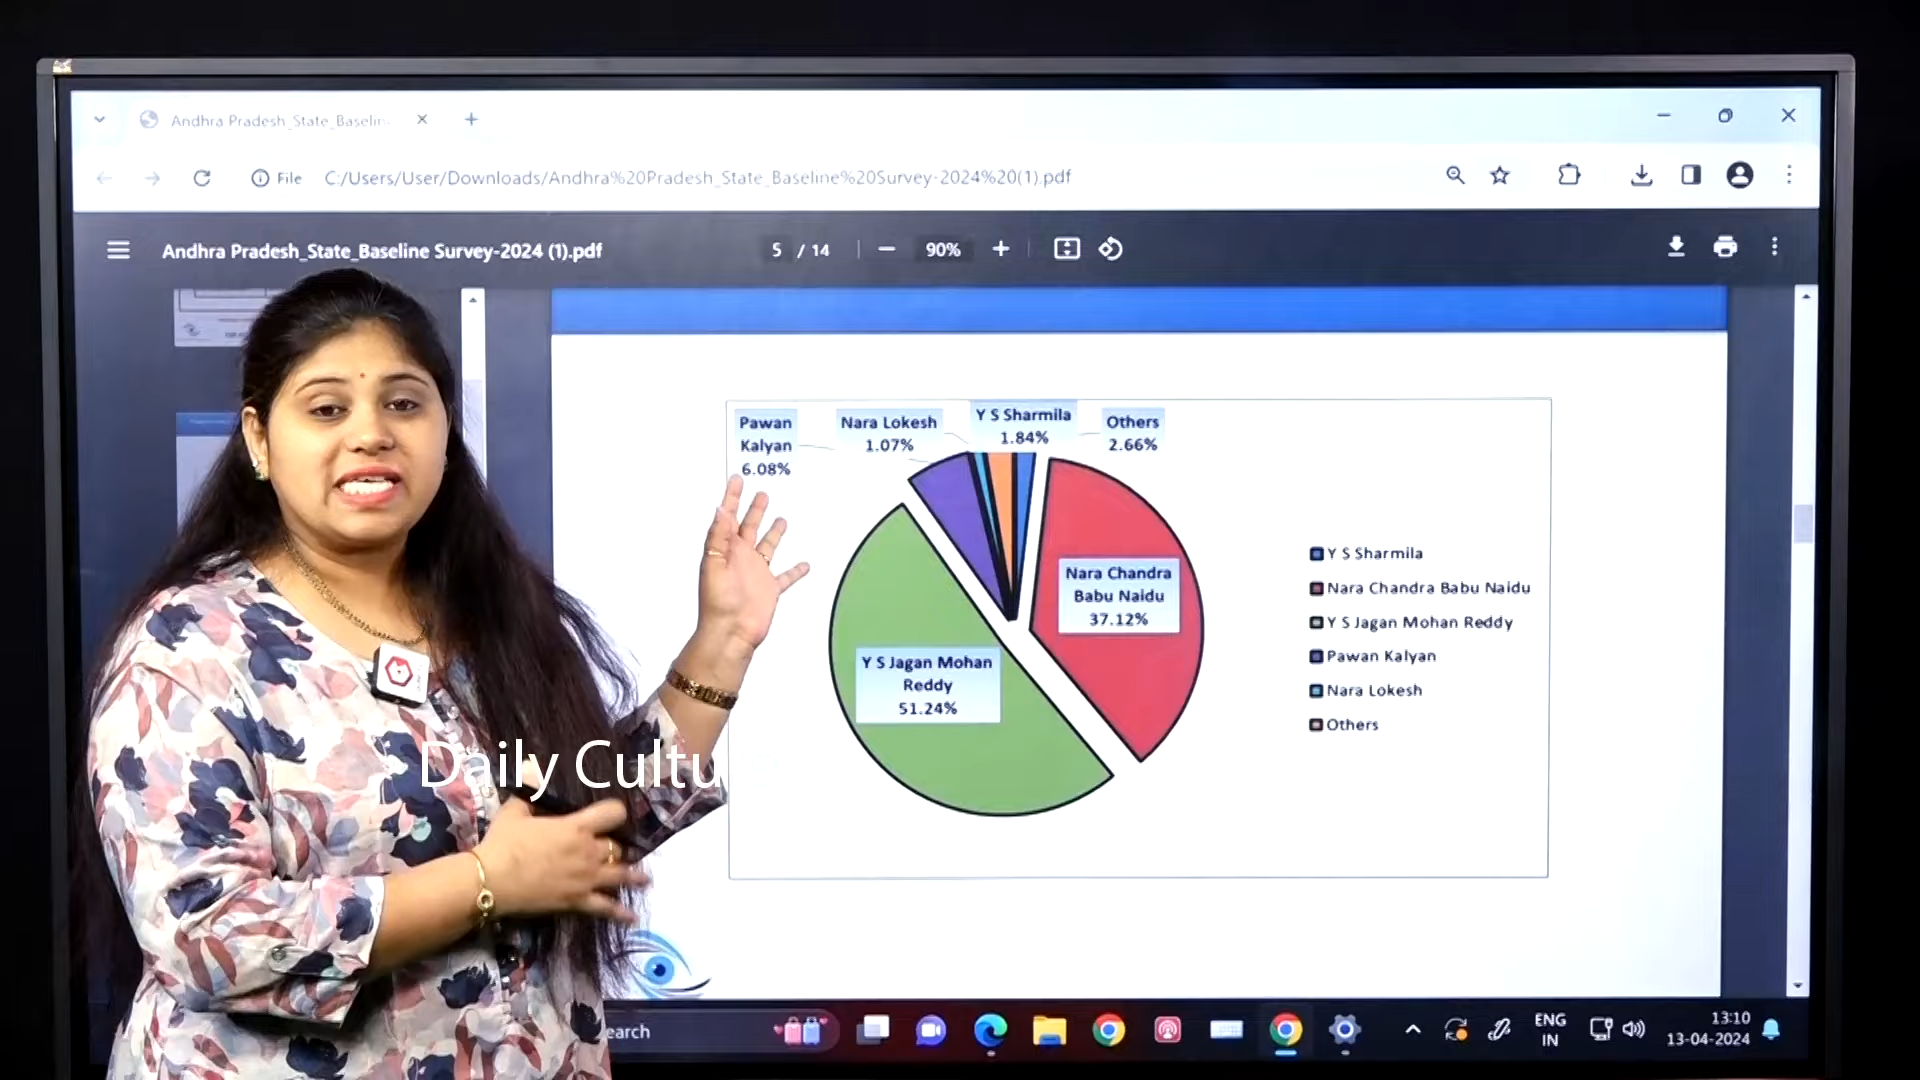 Andhra Pradesh_State_Baselin
File C:/Users/User/Downloads/Andhra%20Pradesh_State_Baseline%20Survey-2024%20(1).pdf
Andhra Pradesh_State_Baseline Survey-2024 (1).pdf
5 / 14
90%
Pawan
Kalyan
6.08%
Nara Lokesh
1.07%
Y S Sharmila
1.84%
Others
2.66%
Nara Chandra
Babu Naidu
37.12%
Y S Jagan Mohan
Reddy
51.24%
Y S Sharmila
Nara Chandra Babu Naidu
Y S Jagan Mohan Reddy
Pawan Kalyan
Nara Lokesh
Others
Daily Cultu
earch
ENG
IN
13:10
13-04-2024